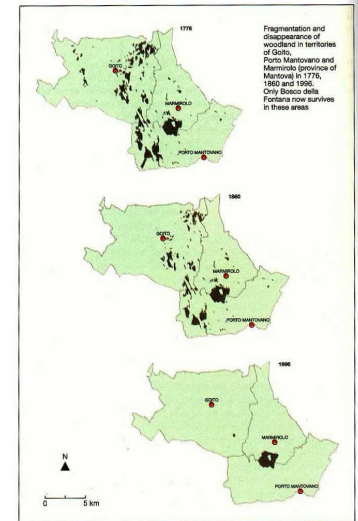 1776
Fragmentation and
disappearance of
woodland in territories
of Goito,
Porto Mantovano and
Marmirolo (province of
Mantova) in 1776,
1860 and 1996.
Only Bosco della
Fontana now survives
in these areas
GOITO
MARMIROLO
PORTO MANTOVANO
1860
GOITO
MARMIROLO
PORTO MANTOVANO
1996
GOITO
MARMIROLO
PORTO MANTOVANO
N
0 5 km